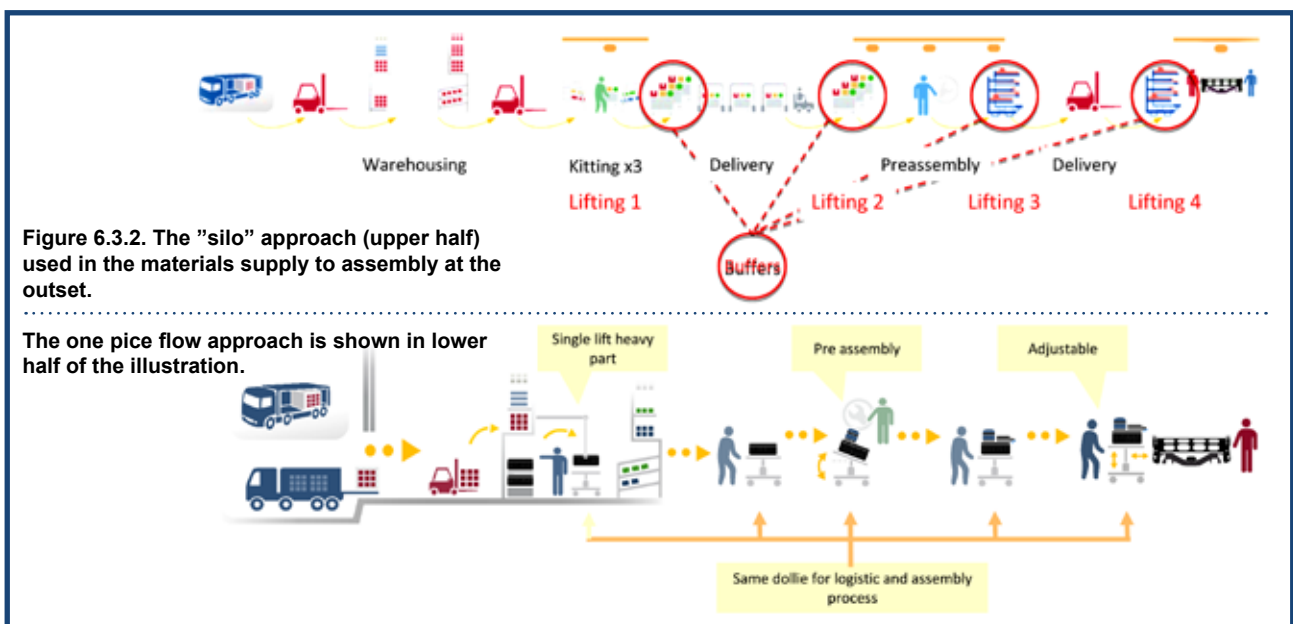 Warehousing
Kitting x3
Delivery
Preassembly
Delivery
Lifting 1
Lifting 2
Lifting 3
Lifting 4
Figure 6.3.2. The ”silo” approach (upper half)
used in the materials supply to assembly at the
outset.
Buffers
The one pice flow approach is shown in lower
half of the illustration.
Single lift heavy
part
Pre assembly
Adjustable
Same dollie for logistic and assembly
process